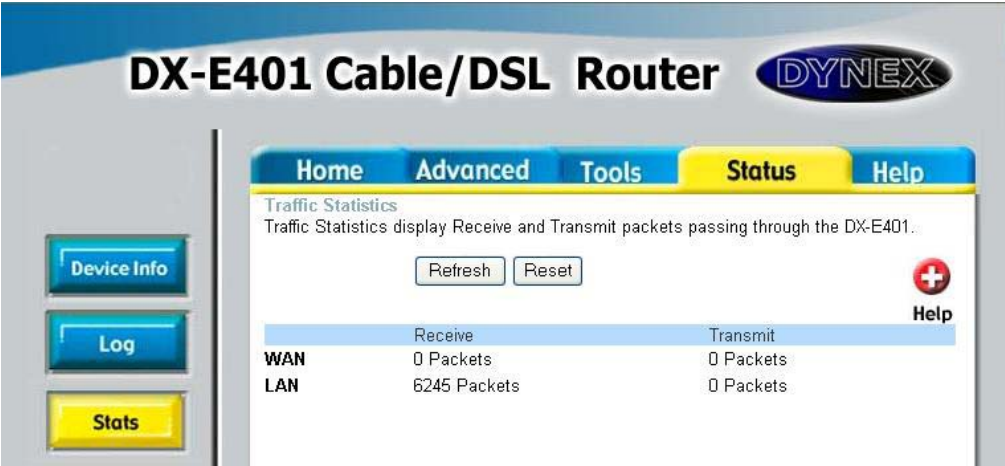 DX-E401 Cable/DSL Router DYNEX
Home Advanced Tools Status Help
Traffic Statistics
Traffic Statistics display Receive and Transmit packets passing through the DX-E401.
Device Info
Refresh Reset
Help
Log
Receive Transmit
WAN 0 Packets 0 Packets
LAN 6245 Packets 0 Packets
Stats